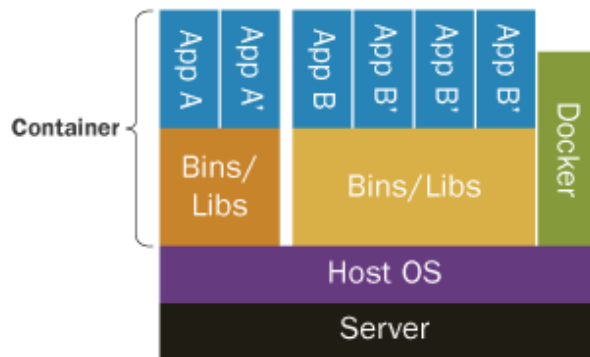 App A
App A'
App B
App B'
App B'
App B'
Docker
Container
Bins/
Libs
Bins/Libs
Host OS
Server